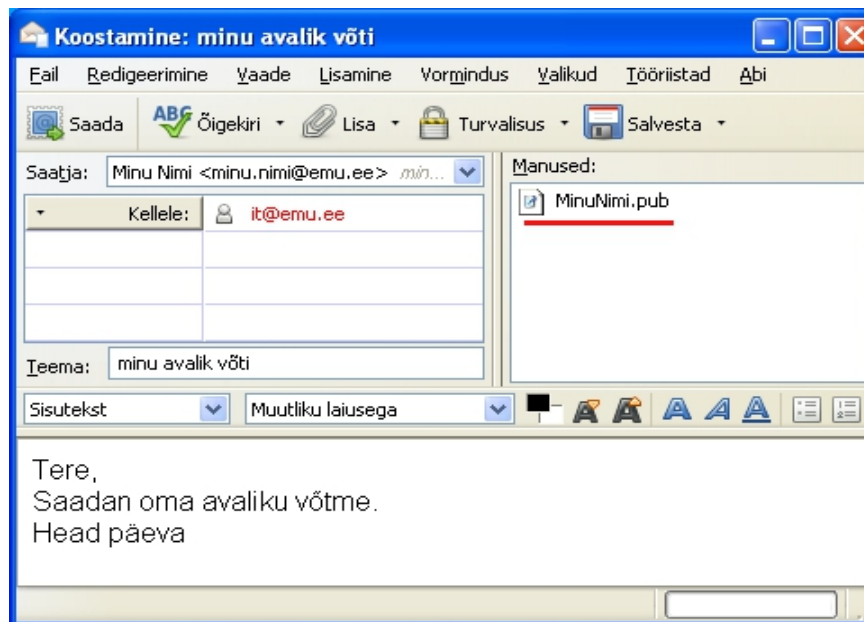 Koostamine: minu avalik võti
Fail Redigeerimine Vaade Lisamine Vormindus Valikud Tööriistad Abi
Saada ABC Õigekiri Lisa Turvalisus Salvesta
Saatja: Minu Nimi <minu.nimi@emu.ee> min...
Kellele: it@emu.ee
Teema: minu avalik võti
Manused:
MinuNimi.pub
Sisutekst Muutliku laiusega A A A
Tere,
Saadan oma avaliku võtme.
Head päeva